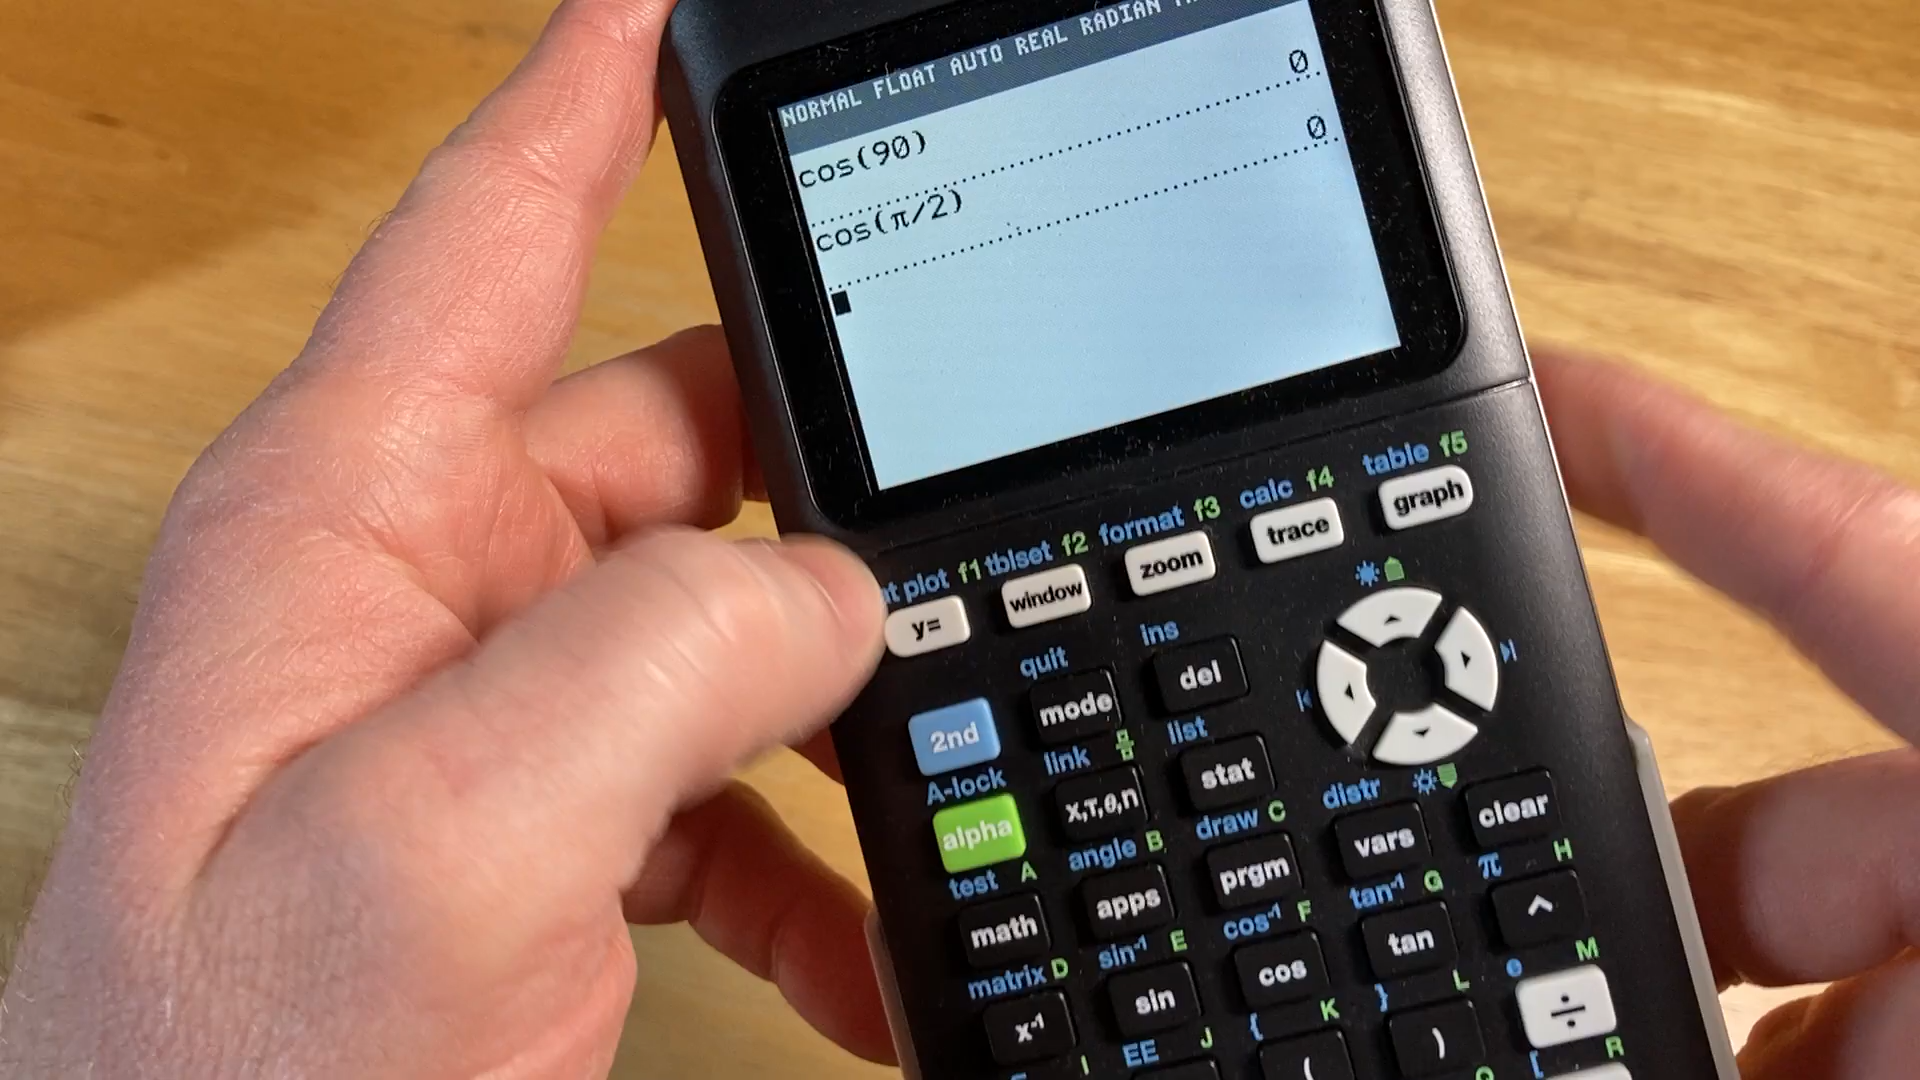 NORMAL FLOAT AUTO REAL RADIAN
cos(90)
0
cos(π/2)
0
plot f1 tblset f2 format f3 calc f4 table f5
y= window zoom trace graph
quit ins
2nd mode del
A-lock link list
alpha X,T,θ,n stat
test A angle B draw C distr
math apps prgm vars clear
matrix D sin-1 E cos-1 F tan-1 G π H
x-1 sin cos tan ^
EE J { K } L e M
( ) ÷
I [ R